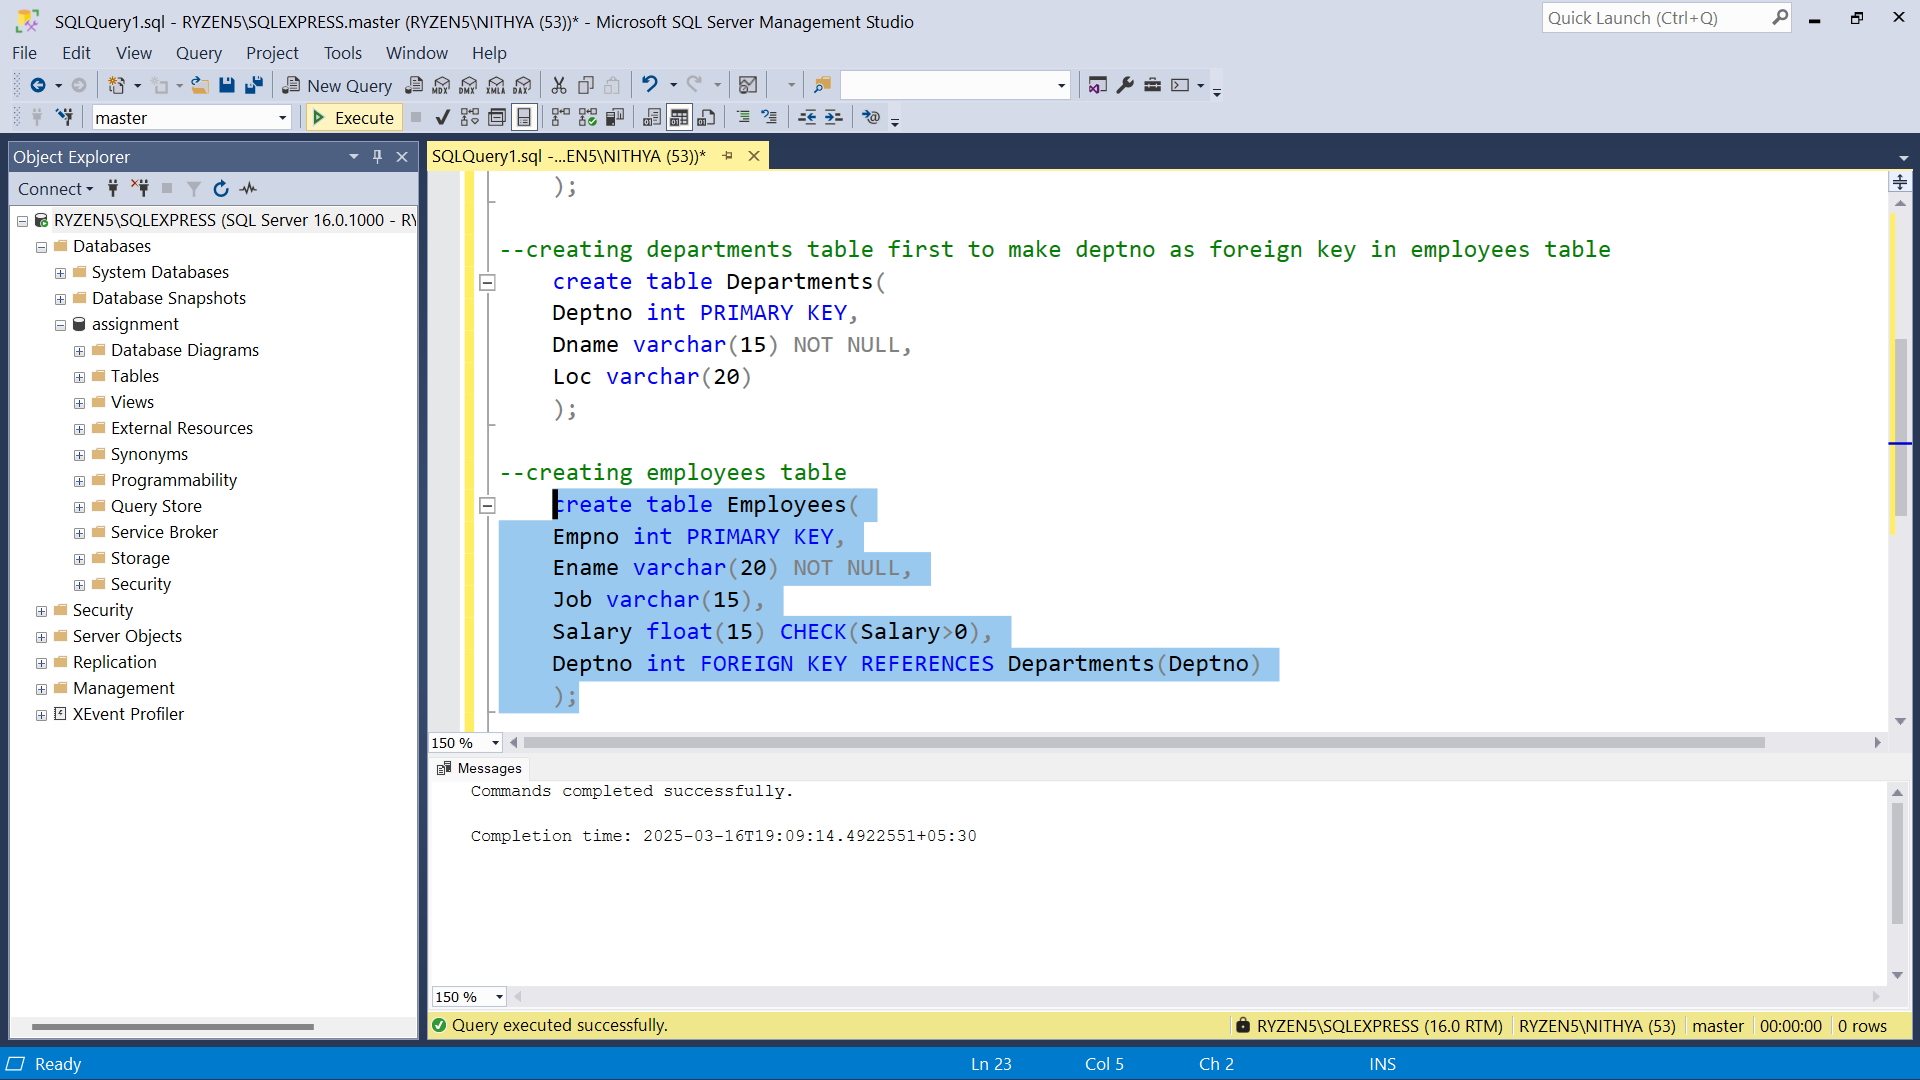 SQLQuery1.sql - RYZEN5\SQLEXPRESS.master (RYZEN5\NITHYA (53))* - Microsoft SQL Server Management Studio
Quick Launch (Ctrl+Q)
File Edit View Query Project Tools Window Help
New Query MDX DMX XMLA DAX
master Execute
Object Explorer
Connect
RYZEN5\SQLEXPRESS (SQL Server 16.0.1000 - RY
Databases
System Databases
Database Snapshots
assignment
Database Diagrams
Tables
Views
External Resources
Synonyms
Programmability
Query Store
Service Broker
Storage
Security
Security
Server Objects
Replication
Management
XEvent Profiler
SQLQuery1.sql -...EN5\NITHYA (53))*
);
--creating departments table first to make deptno as foreign key in employees table
create table Departments(
Deptno int PRIMARY KEY,
Dname varchar(15) NOT NULL,
Loc varchar(20)
);
--creating employees table
create table Employees(
Empno int PRIMARY KEY,
Ename varchar(20) NOT NULL,
Job varchar(15),
Salary float(15) CHECK(Salary>0),
Deptno int FOREIGN KEY REFERENCES Departments(Deptno)
);
150 %
Messages
Commands completed successfully.
Completion time: 2025-03-16T19:09:14.4922551+05:30
150 %
Query executed successfully.
RYZEN5\SQLEXPRESS (16.0 RTM) RYZEN5\NITHYA (53) master 00:00:00 0 rows
Ready Ln 23 Col 5 Ch 2 INS